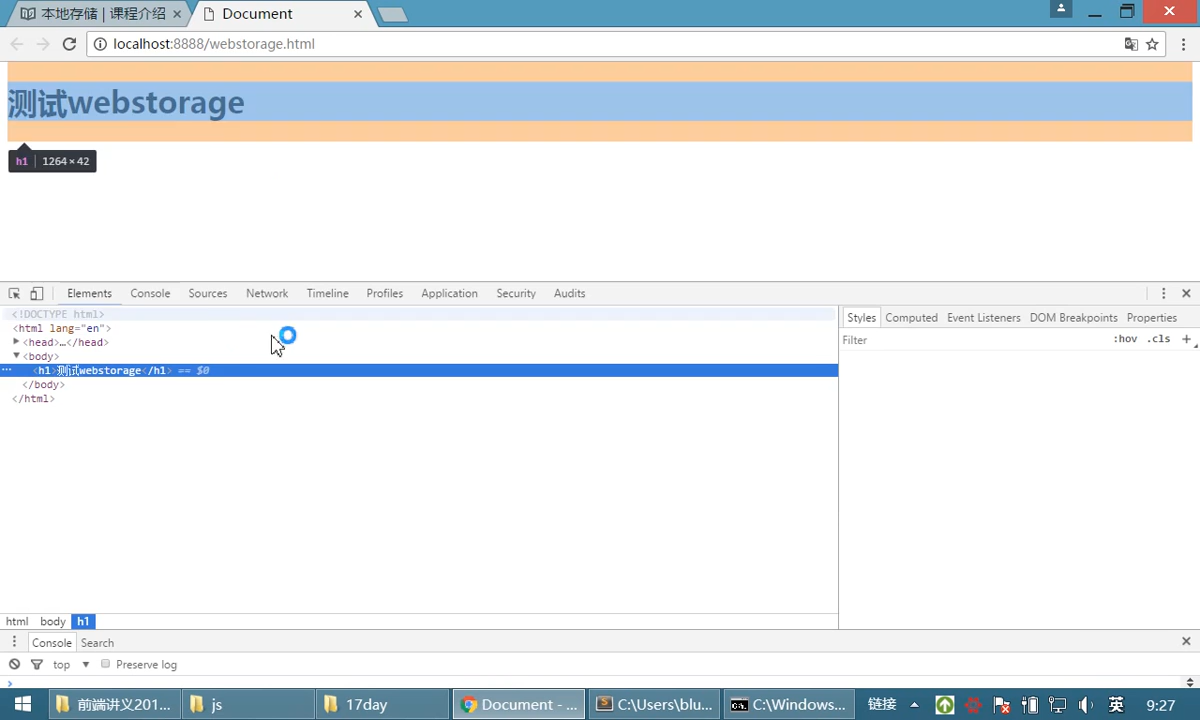 本地存储 | 课程介绍
Document
localhost:8888/webstorage.html
测试webstorage
h1 1264 × 42
Elements Console Sources Network Timeline Profiles Application Security Audits
<!DOCTYPE html>
<html lang="en">
<head>…</head>
<body>
<h1>测试webstorage</h1> == $0
</body>
</html>
Styles Computed Event Listeners DOM Breakpoints Properties
Filter :hov .cls +
html body h1
Console Search
top ▼ Preserve log
前端讲义201... js 17day Document - ... C:\Users\blu... C:\Windows... 链接 英 9:27